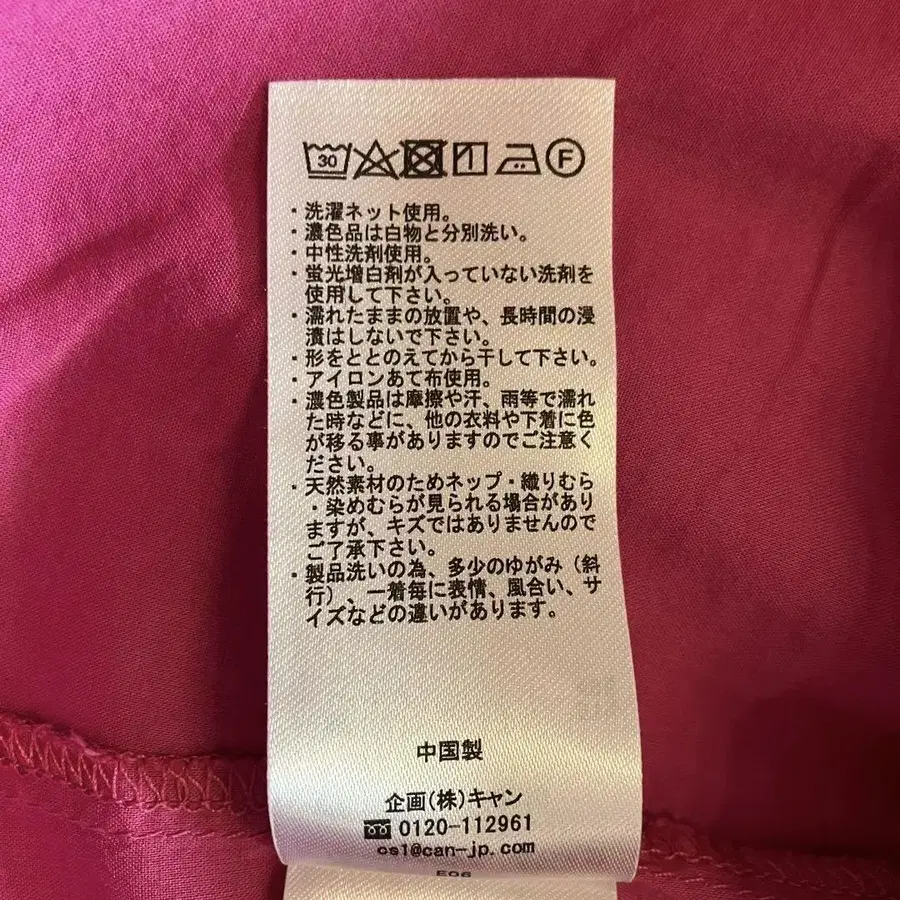 30 F
・洗濯ネット使用。
・濃色品は白物と分別洗い。
・中性洗剤使用。
・蛍光増白剤が入っていない洗剤を
使用して下さい。
・濡れたままの放置や、長時間の浸
漬はしないで下さい。
・形をととのえてから干して下さい。
・アイロンあて布使用。
・濃色製品は摩擦や汗、雨等で濡れ
た時などに、他の衣料や下着に色
が移る事がありますのでご注意く
ださい。
・天然素材のためネップ・織りむら
・染めむらが見られる場合があり
ますが、キズではありませんので
ご了承下さい。
・製品洗いの為、多少のゆがみ（斜
行）、一着毎に表情、風合い、サ
イズなどの違いがあります。
中国製
企画(株)キャン
0120-112961
cs1@can-jp.com
E06